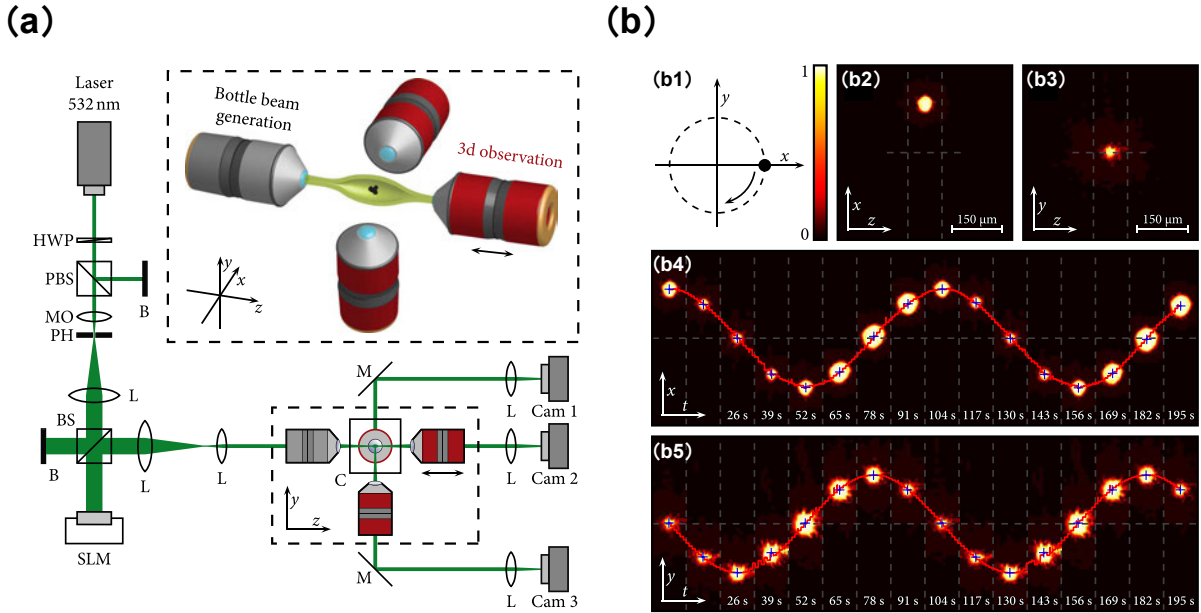 (a)
Laser
532 nm
HWP
PBS
B
MO
PH
L
BS
B
L
L
SLM
Bottle beam
generation
3d observation
y
x
z
M
L
Cam 1
C
L
Cam 2
y
z
M
L
Cam 3
(b)
(b1)
y
x
1
0
(b2)
x
z
150 µm
(b3)
y
z
150 µm
(b4)
x
t
26 s 39 s 52 s 65 s 78 s 91 s 104 s 117 s 130 s 143 s 156 s 169 s 182 s 195 s
(b5)
y
t
26 s 39 s 52 s 65 s 78 s 91 s 104 s 117 s 130 s 143 s 156 s 169 s 182 s 195 s